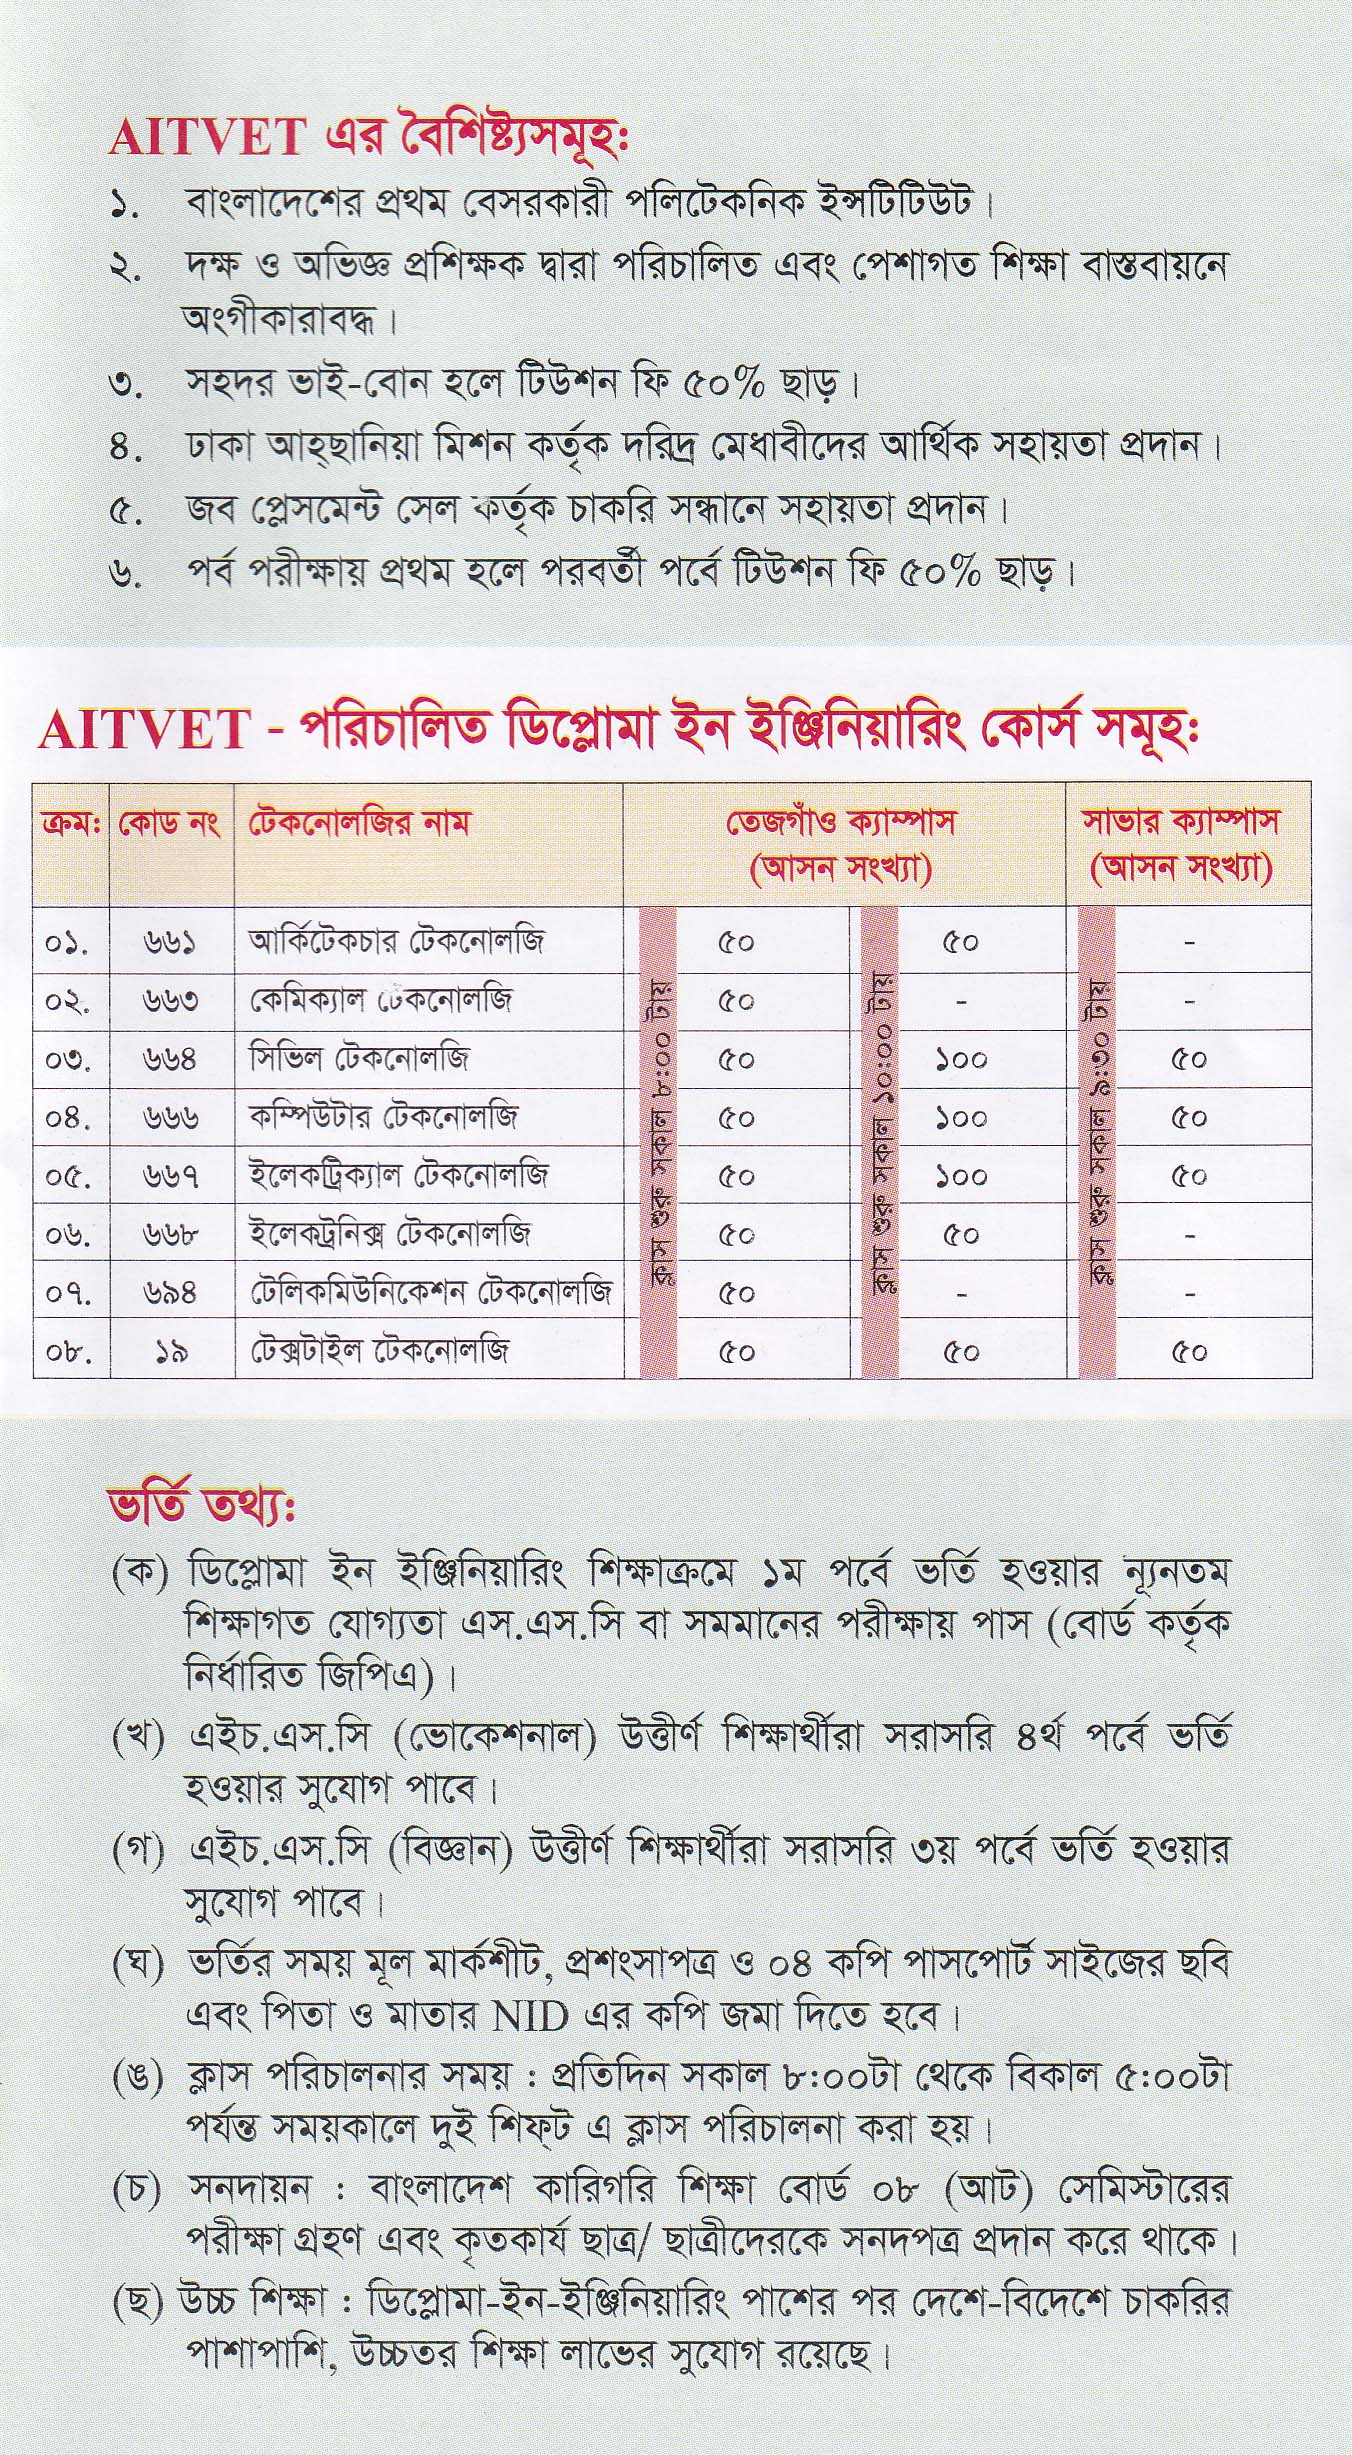 AITVET এর বৈশিষ্ট্যসমূহ:
১. বাংলাদেশের প্রথম বেসরকারী পলিটেকনিক ইন্সটিটিউট।
২. দক্ষ ও অভিজ্ঞ প্রশিক্ষক দ্বারা পরিচালিত এবং পেশাগত শিক্ষা বাস্তবায়নে
অংগীকারাবদ্ধ।
৩. সহদর ভাই-বোন হলে টিউশন ফি ৫০% ছাড়।
৪. ঢাকা আহ্ছানিয়া মিশন কর্তৃক দরিদ্র মেধাবীদের আর্থিক সহায়তা প্রদান।
৫. জব প্লেসমেন্ট সেল কর্তৃক চাকরি সন্ধানে সহায়তা প্রদান।
৬. পর্ব পরীক্ষায় প্রথম হলে পরবর্তী পর্বে টিউশন ফি ৫০% ছাড়।
AITVET - পরিচালিত ডিপ্লোমা ইন ইঞ্জিনিয়ারিং কোর্স সমূহ:
ক্রম: কোড নং টেকনোলজির নাম তেজগাঁও ক্যাম্পাস সাভার ক্যাম্পাস
(আসন সংখ্যা) (আসন সংখ্যা)
ক্লাস শুরু সকাল ৮:০০ টায়
ক্লাস শুরু সকাল ১০:০০ টায়
ক্লাস শুরু সকাল ৯:৩০ টায়
০১. ৬৬১ আর্কিটেকচার টেকনোলজি ৫০ ৫০ -
০২. ৬৬৩ কেমিক্যাল টেকনোলজি ৫০ - -
০৩. ৬৬৪ সিভিল টেকনোলজি ৫০ ১০০ ৫০
০৪. ৬৬৬ কম্পিউটার টেকনোলজি ৫০ ১০০ ৫০
০৫. ৬৬৭ ইলেকট্রিক্যাল টেকনোলজি ৫০ ১০০ ৫০
০৬. ৬৬৮ ইলেকট্রনিক্স টেকনোলজি ৫০ ৫০ -
০৭. ৬৯৪ টেলিকমিউনিকেশন টেকনোলজি ৫০ - -
০৮. ১৯ টেক্সটাইল টেকনোলজি ৫০ ৫০ ৫০
ভর্তি তথ্য:
(ক) ডিপ্লোমা ইন ইঞ্জিনিয়ারিং শিক্ষাক্রমে ১ম পর্বে ভর্তি হওয়ার ন্যূনতম
শিক্ষাগত যোগ্যতা এস.এস.সি বা সমমানের পরীক্ষায় পাস (বোর্ড কর্তৃক
নির্ধারিত জিপিএ)।
(খ) এইচ.এস.সি (ভোকেশনাল) উত্তীর্ণ শিক্ষার্থীরা সরাসরি ৪র্থ পর্বে ভর্তি
হওয়ার সুযোগ পাবে।
(গ) এইচ.এস.সি (বিজ্ঞান) উত্তীর্ণ শিক্ষার্থীরা সরাসরি ৩য় পর্বে ভর্তি হওয়ার
সুযোগ পাবে।
(ঘ) ভর্তির সময় মূল মার্কশীট, প্রশংসাপত্র ও ০৪ কপি পাসপোর্ট সাইজের ছবি
এবং পিতা ও মাতার NID এর কপি জমা দিতে হবে।
(ঙ) ক্লাস পরিচালনার সময় : প্রতিদিন সকাল ৮:০০টা থেকে বিকাল ৫:০০টা
পর্যন্ত সময়কালে দুই শিফ্ট এ ক্লাস পরিচালনা করা হয়।
(চ) সনদায়ন : বাংলাদেশ কারিগরি শিক্ষা বোর্ড ০৮ (আট) সেমিস্টারের
পরীক্ষা গ্রহণ এবং কৃতকার্য ছাত্র/ ছাত্রীদেরকে সনদপত্র প্রদান করে থাকে।
(ছ) উচ্চ শিক্ষা : ডিপ্লোমা-ইন-ইঞ্জিনিয়ারিং পাশের পর দেশে-বিদেশে চাকরির
পাশাপাশি, উচ্চতর শিক্ষা লাভের সুযোগ রয়েছে।